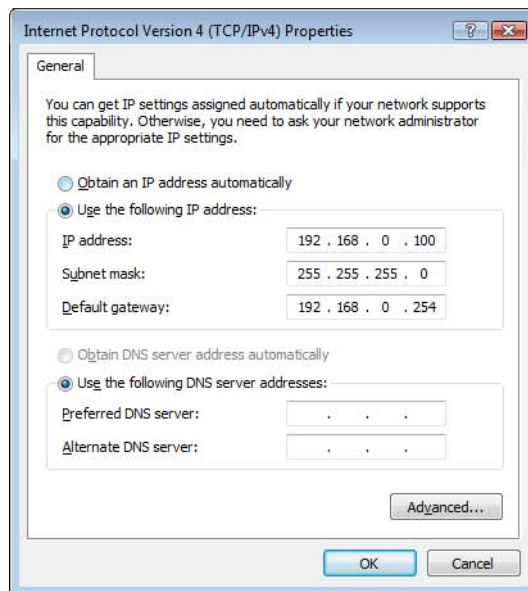 Internet Protocol Version 4 (TCP/IPv4) Properties
General
You can get IP settings assigned automatically if your network supports
this capability. Otherwise, you need to ask your network administrator
for the appropriate IP settings.
Obtain an IP address automatically
Use the following IP address:
IP address: 192 . 168 . 0 . 100
Subnet mask: 255 . 255 . 255 . 0
Default gateway: 192 . 168 . 0 . 254
Obtain DNS server address automatically
Use the following DNS server addresses:
Preferred DNS server: . . .
Alternate DNS server: . . .
Advanced...
OK Cancel